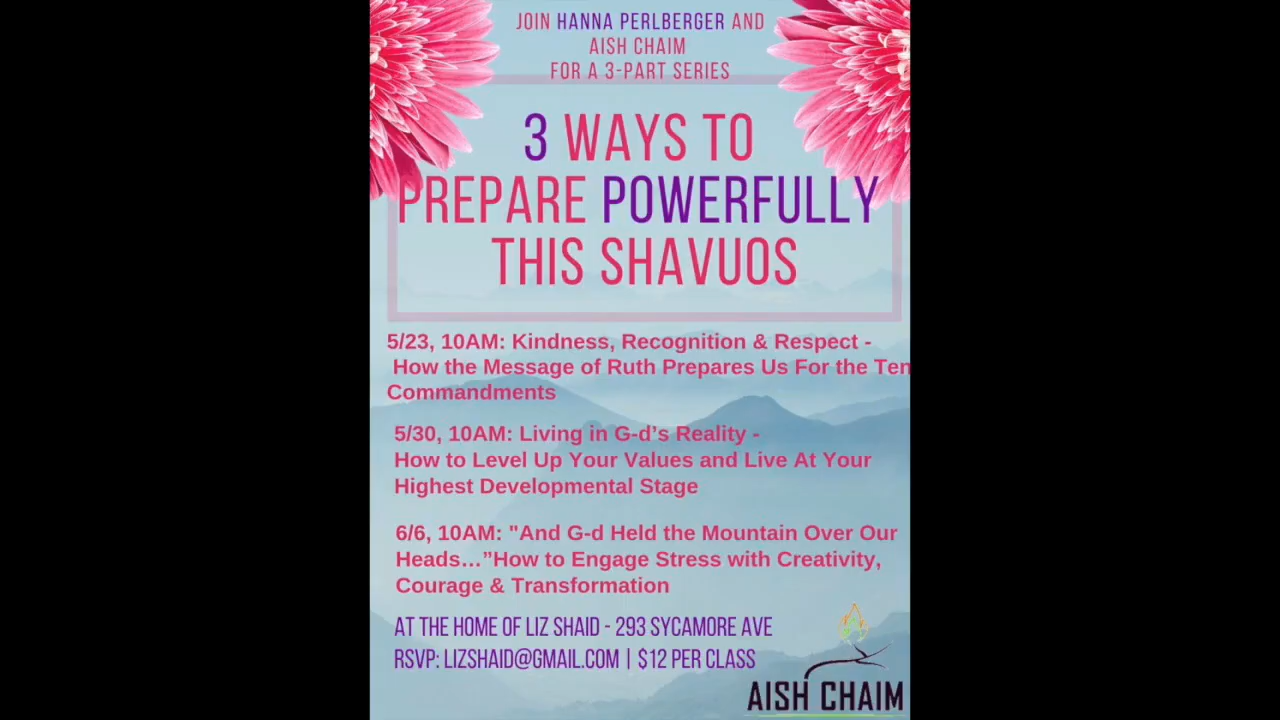 JOIN HANNA PERLBERGER AND
AISH CHAIM
FOR A 3-PART SERIES
3 WAYS TO
PREPARE POWERFULLY
THIS SHAVUOS
5/23, 10AM: Kindness, Recognition & Respect -
How the Message of Ruth Prepares Us For the Ten
Commandments
5/30, 10AM: Living in G-d's Reality -
How to Level Up Your Values and Live At Your
Highest Developmental Stage
6/6, 10AM: "And G-d Held the Mountain Over Our
Heads…”How to Engage Stress with Creativity,
Courage & Transformation
AT THE HOME OF LIZ SHAID - 293 SYCAMORE AVE
RSVP: LIZSHAID@GMAIL.COM | $12 PER CLASS
AISH CHAIM